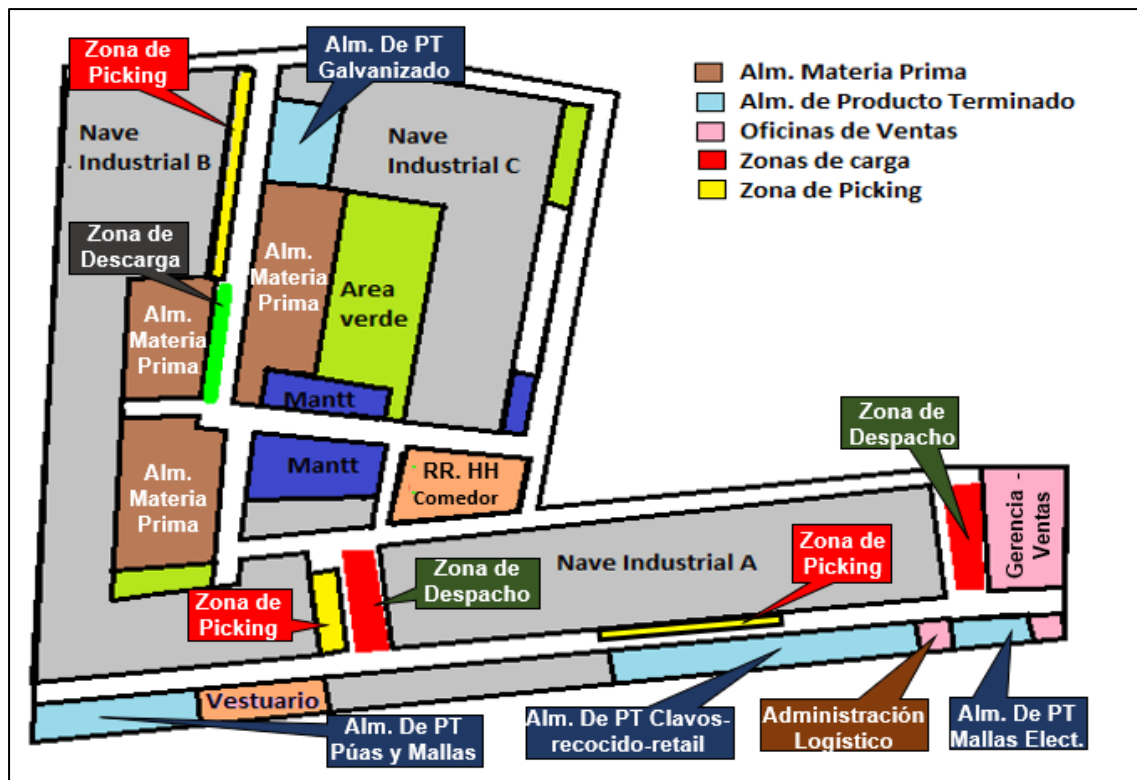 Zona de
Picking
Alm. De PT
Galvanizado
Alm. Materia Prima
Alm. de Producto Terminado
Oficinas de Ventas
Zonas de carga
Zona de Picking
Nave
Industrial B
Nave
Industrial C
Zona de
Descarga
Alm.
Materia
Prima
Area
verde
Alm.
Materia
Prima
Mantt
Zona de
Despacho
Alm.
Materia
Prima
Mantt
RR. HH
Comedor
Gerencia -
Ventas
Nave Industrial A
Zona de
Picking
Zona de
Despacho
Zona de
Picking
Vestuario
Alm. De PT
Púas y Mallas
Alm. De PT Clavos-
recocido-retail
Administración
Logístico
Alm. De PT
Mallas Elect.